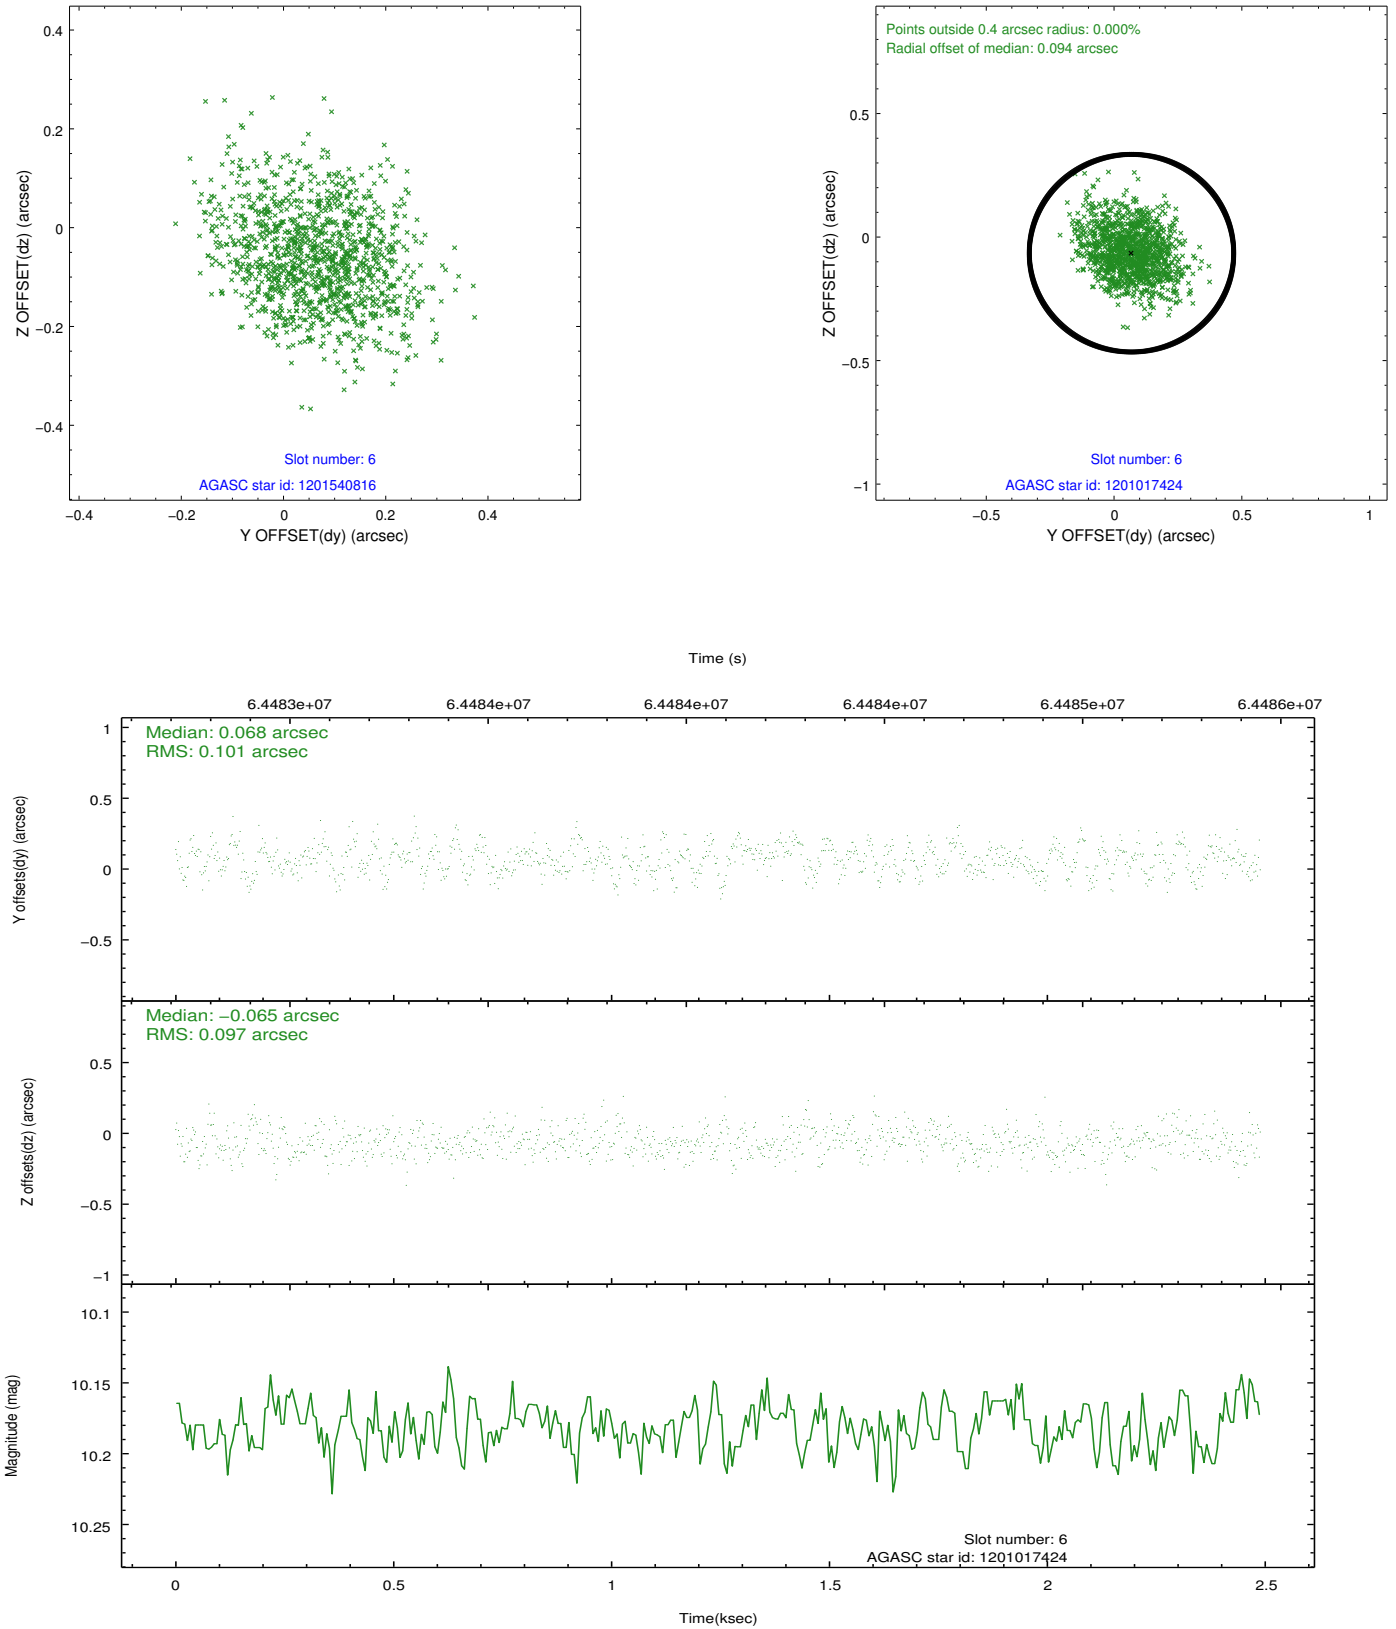 0.4
0.2
0
−0.2
−0.4
Z OFFSET(dz) (arcsec)
Slot number: 6
AGASC star id: 1201540816
−0.4 −0.2 0 0.2 0.4
Y OFFSET(dy) (arcsec)
Points outside 0.4 arcsec radius: 0.000%
Radial offset of median: 0.094 arcsec
0.5
0
−0.5
−1
Z OFFSET(dz) (arcsec)
Slot number: 6
AGASC star id: 1201017424
−0.5 0 0.5 1
Y OFFSET(dy) (arcsec)
Time (s)
6.4483e+07 6.4484e+07 6.4484e+07 6.4484e+07 6.4485e+07 6.4486e+07
Median: 0.068 arcsec
RMS: 0.101 arcsec
1
0.5
0
−0.5
Y offsets(dy) (arcsec)
Median: −0.065 arcsec
RMS: 0.097 arcsec
0.5
0
−0.5
−1
Z offsets(dz) (arcsec)
10.1
10.15
10.2
10.25
Magnitude (mag)
Slot number: 6
AGASC star id: 1201017424
0 0.5 1 1.5 2 2.5
Time(ksec)